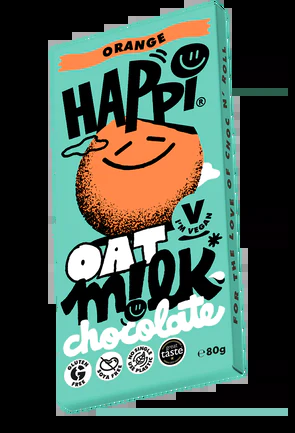 ORANGE
HAPPi®
V
I'M VEGAN
OAT
M!LK*
chocolate
GLUTEN FREE
SOYA FREE
NO SINGLE USE PLASTIC
great taste
℮80g
FOR THE LOVE OF CHOC N' ROLL